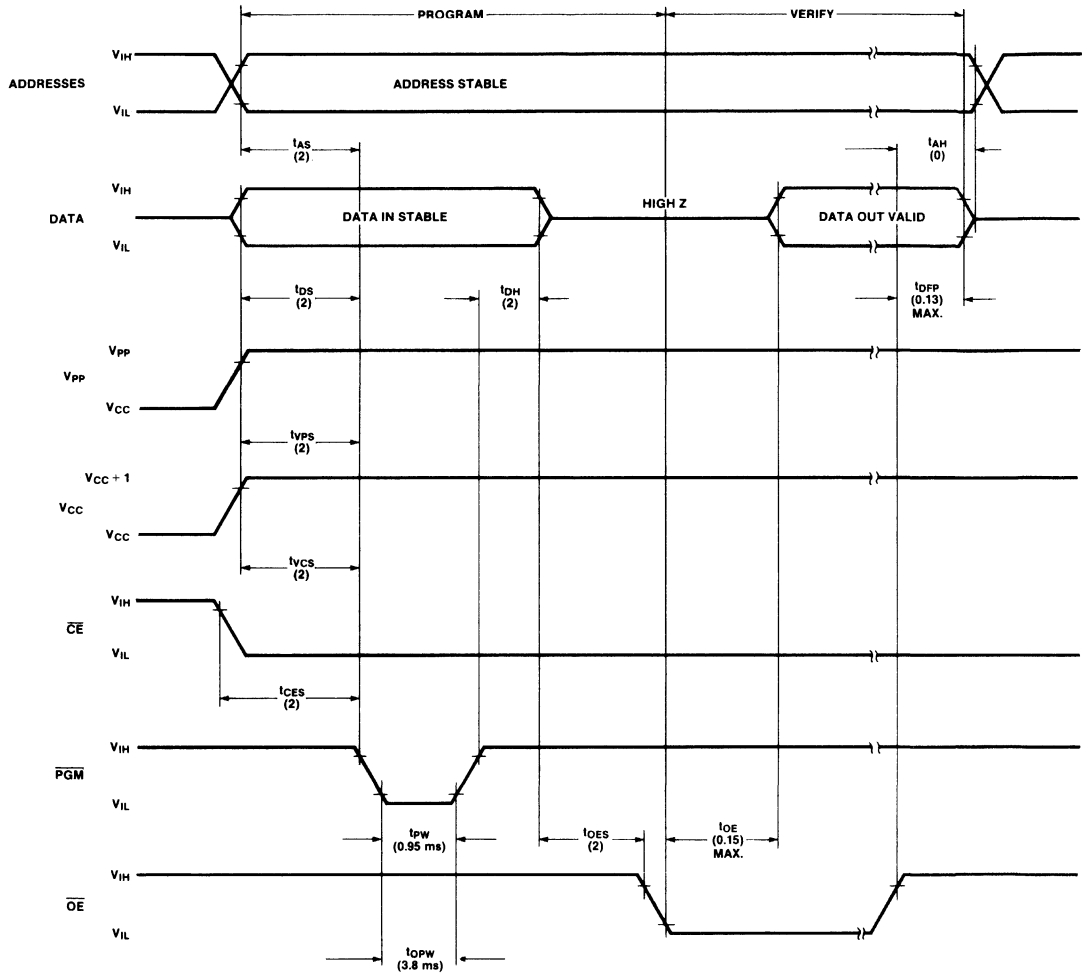 PROGRAM
VERIFY
ADDRESSES
VIH
VIL
ADDRESS STABLE
tAS
(2)
tAH
(0)
DATA
VIH
VIL
DATA IN STABLE
HIGH Z
DATA OUT VALID
tDS
(2)
tDH
(2)
tDFP
(0.13)
MAX.
VPP
VPP
VCC
tVPS
(2)
VCC + 1
VCC
VCC
tVCS
(2)
VIH
CE
VIL
tCES
(2)
VIH
PGM
VIL
tPW
(0.95 ms)
tOES
(2)
tOE
(0.15)
MAX.
VIH
OE
VIL
tOPW
(3.8 ms)